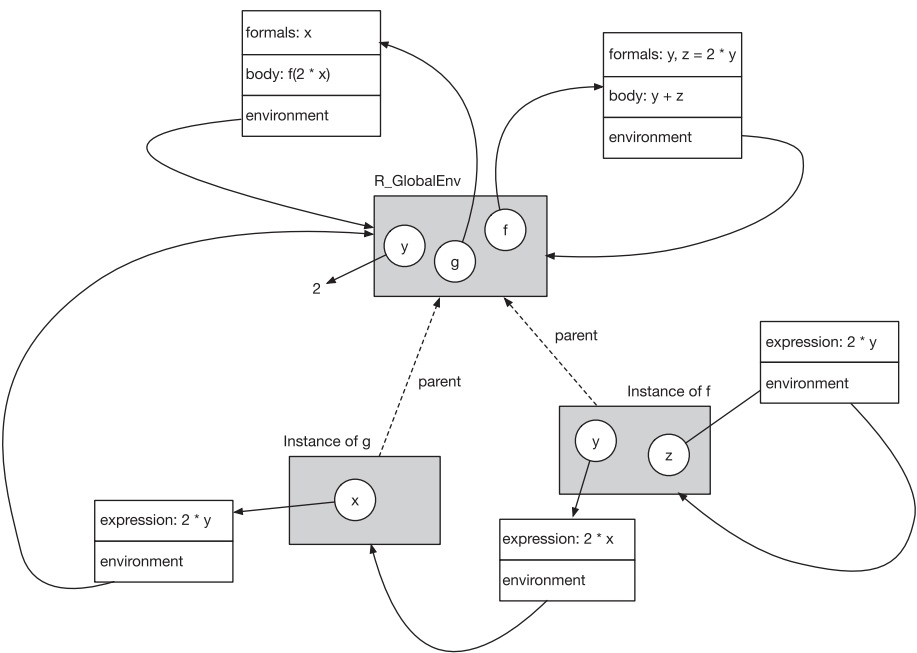 formals: x
body: f(2 * x)
environment
formals: y, z = 2 * y
body: y + z
environment
R_GlobalEnv
y
g
f
2
parent
parent
expression: 2 * y
environment
Instance of f
y
z
Instance of g
x
expression: 2 * y
environment
expression: 2 * x
environment